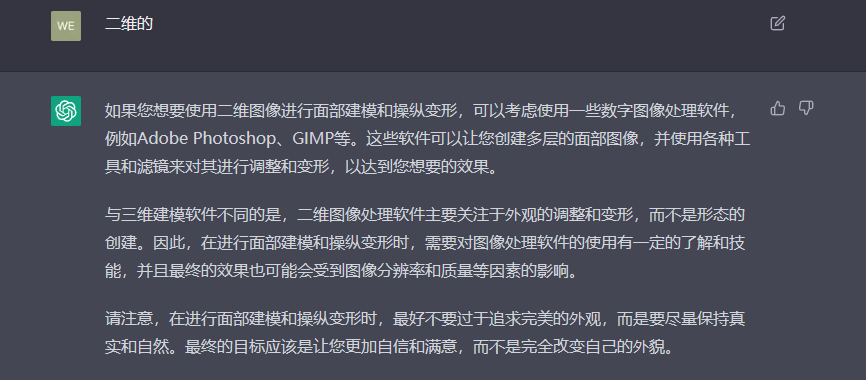 WE
二维的
如果您想要使用二维图像进行面部建模和操纵变形，可以考虑使用一些数字图像处理软件，
例如Adobe Photoshop、GIMP等。这些软件可以让您创建多层的面部图像，并使用各种工
具和滤镜来对其进行调整和变形，以达到您想要的效果。
与三维建模软件不同的是，二维图像处理软件主要关注于外观的调整和变形，而不是形态的
创建。因此，在进行面部建模和操纵变形时，需要对图像处理软件的使用有一定的了解和技
能，并且最终的效果也可能会受到图像分辨率和质量等因素的影响。
请注意，在进行面部建模和操纵变形时，最好不要过于追求完美的外观，而是要尽量保持真
实和自然。最终的目标应该是让您更加自信和满意，而不是完全改变自己的外貌。